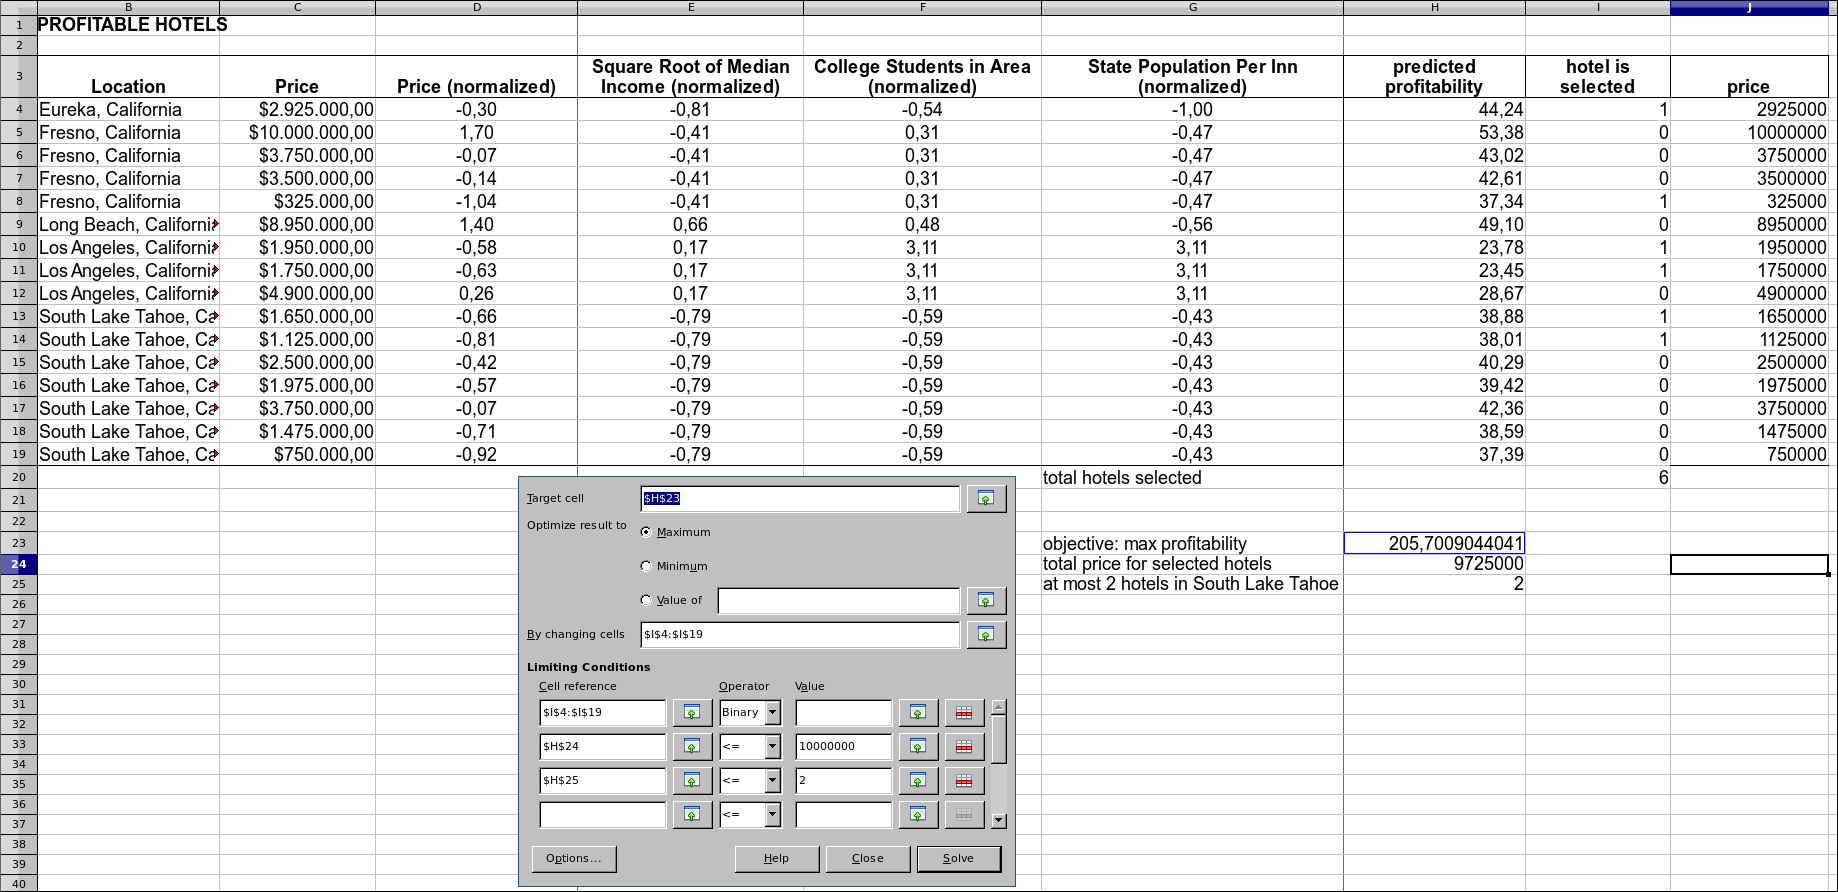 B C D E F G H I J
1 PROFITABLE HOTELS
2
3 Location Price Price (normalized) Square Root of Median Income (normalized) College Students in Area (normalized) State Population Per Inn (normalized) predicted profitability hotel is selected price
4 Eureka, California $2.925.000,00 -0,30 -0,81 -0,54 -1,00 44,24 1 2925000
5 Fresno, California $10.000.000,00 1,70 -0,41 0,31 -0,47 53,38 0 10000000
6 Fresno, California $3.750.000,00 -0,07 -0,41 0,31 -0,47 43,02 0 3750000
7 Fresno, California $3.500.000,00 -0,14 -0,41 0,31 -0,47 42,61 0 3500000
8 Fresno, California $325.000,00 -1,04 -0,41 0,31 -0,47 37,34 1 325000
9 Long Beach, Californi $8.950.000,00 1,40 0,66 0,48 -0,56 49,10 0 8950000
10 Los Angeles, Californi $1.950.000,00 -0,58 0,17 3,11 3,11 23,78 1 1950000
11 Los Angeles, Californi $1.750.000,00 -0,63 0,17 3,11 3,11 23,45 1 1750000
12 Los Angeles, Californi $4.900.000,00 0,26 0,17 3,11 3,11 28,67 0 4900000
13 South Lake Tahoe, Ca $1.650.000,00 -0,66 -0,79 -0,59 -0,43 38,88 1 1650000
14 South Lake Tahoe, Ca $1.125.000,00 -0,81 -0,79 -0,59 -0,43 38,01 1 1125000
15 South Lake Tahoe, Ca $2.500.000,00 -0,42 -0,79 -0,59 -0,43 40,29 0 2500000
16 South Lake Tahoe, Ca $1.975.000,00 -0,57 -0,79 -0,59 -0,43 39,42 0 1975000
17 South Lake Tahoe, Ca $3.750.000,00 -0,07 -0,79 -0,59 -0,43 42,36 0 3750000
18 South Lake Tahoe, Ca $1.475.000,00 -0,71 -0,79 -0,59 -0,43 38,59 0 1475000
19 South Lake Tahoe, Ca $750.000,00 -0,92 -0,79 -0,59 -0,43 37,39 0 750000
20 total hotels selected 6
21
22
23 objective: max profitability 205,7009044041
24 total price for selected hotels 9725000
25 at most 2 hotels in South Lake Tahoe 2
26
27
28
29
30
31
32
33
34
35
36
37
38
39
40
Target cell $H$23
Optimize result to Maximum
Minimum
Value of
By changing cells $I$4:$I$19
Limiting Conditions
Cell reference Operator Value
$I$4:$I$19 Binary
$H$24 <= 10000000
$H$25 <= 2
<=
Options... Help Close Solve